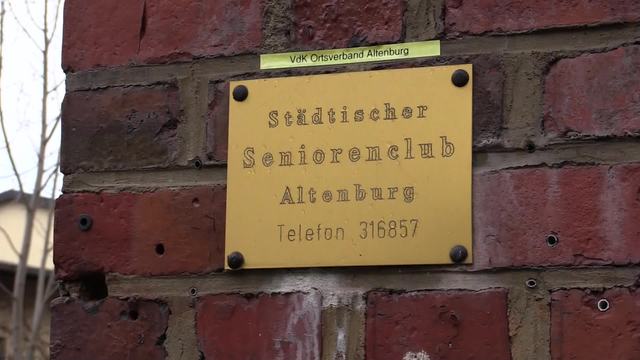 VdK Ortsverband Altenburg
Städtischer
Seniorenclub
Altenburg
Telefon 316857